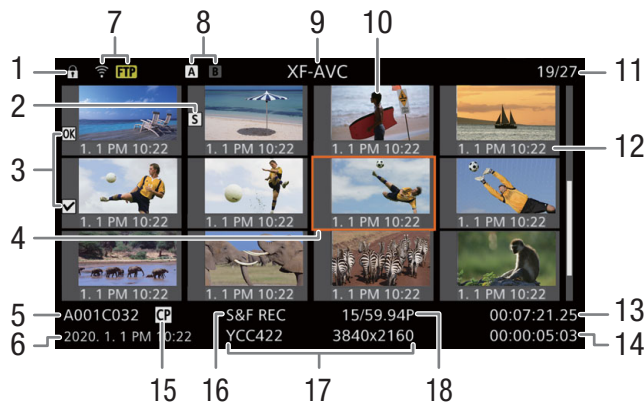 7 8 9 10
1 FTP A B XF-AVC 19/27 11
2 S
OK 1. 1 PM 10:22 1. 1 PM 10:22 1. 1 PM 10:22 1. 1 PM 10:22 12
3
1. 1 PM 10:22 1. 1 PM 10:22 1. 1 PM 10:22 1. 1 PM 10:22
4
1. 1 PM 10:22 1. 1 PM 10:22 1. 1 PM 10:22 1. 1 PM 10:22
5 A001C032 CP S&F REC 15/59.94P 00:07:21.25 13
6 2020. 1. 1 PM 10:22 YCC422 3840x2160 00:00:05:03 14
15 16 17 18